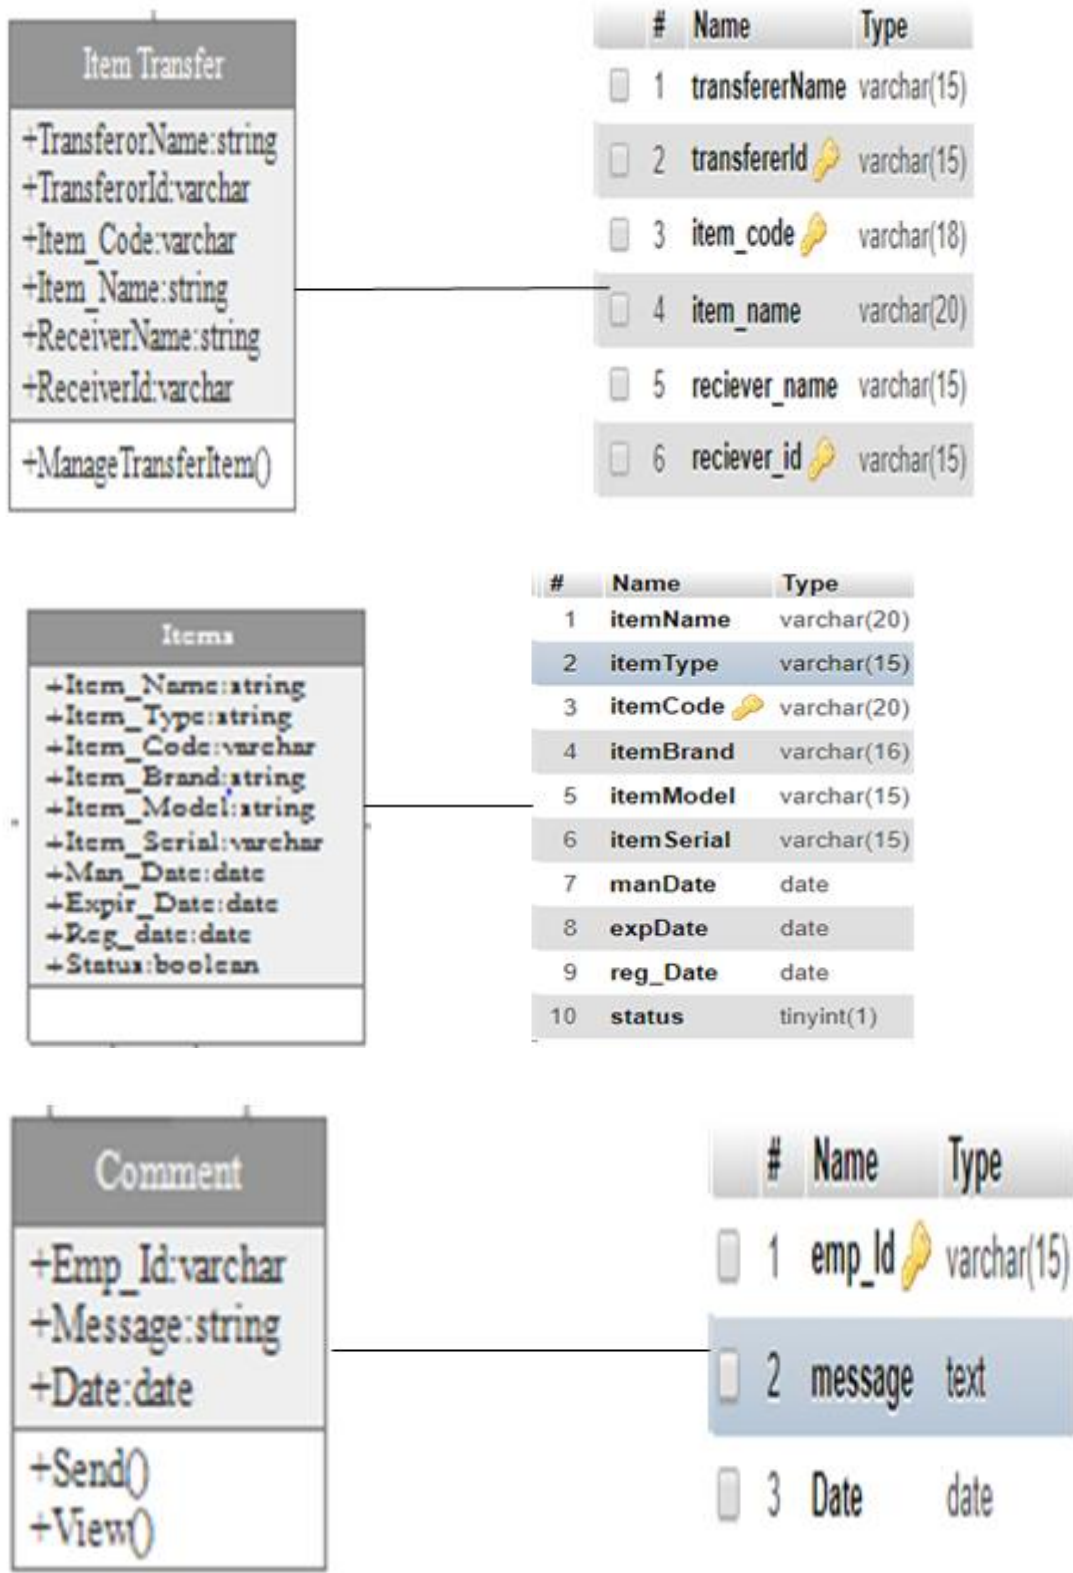 Item Transfer
+TransferorName:string
+TransferorId:varchar
+Item_Code:varchar
+Item_Name:string
+ReceiverName:string
+ReceiverId:varchar
+ManageTransferItem()
# Name Type
1 transfererName varchar(15)
2 transfererId varchar(15)
3 item_code varchar(18)
4 item_name varchar(20)
5 reciever_name varchar(15)
6 reciever_id varchar(15)
Items
+Item_Name:string
+Item_Type:string
+Item_Code:varchar
+Item_Brand:string
+Item_Model:string
+Item_Serial:varchar
+Man_Date:date
+Expir_Date:date
+Reg_date:date
+Status:boolean
# Name Type
1 itemName varchar(20)
2 itemType varchar(15)
3 itemCode varchar(20)
4 itemBrand varchar(16)
5 itemModel varchar(15)
6 itemSerial varchar(15)
7 manDate date
8 expDate date
9 reg_Date date
10 status tinyint(1)
Comment
+Emp_Id:varchar
+Message:string
+Date:date
+Send()
+View()
# Name Type
1 emp_Id varchar(15)
2 message text
3 Date date